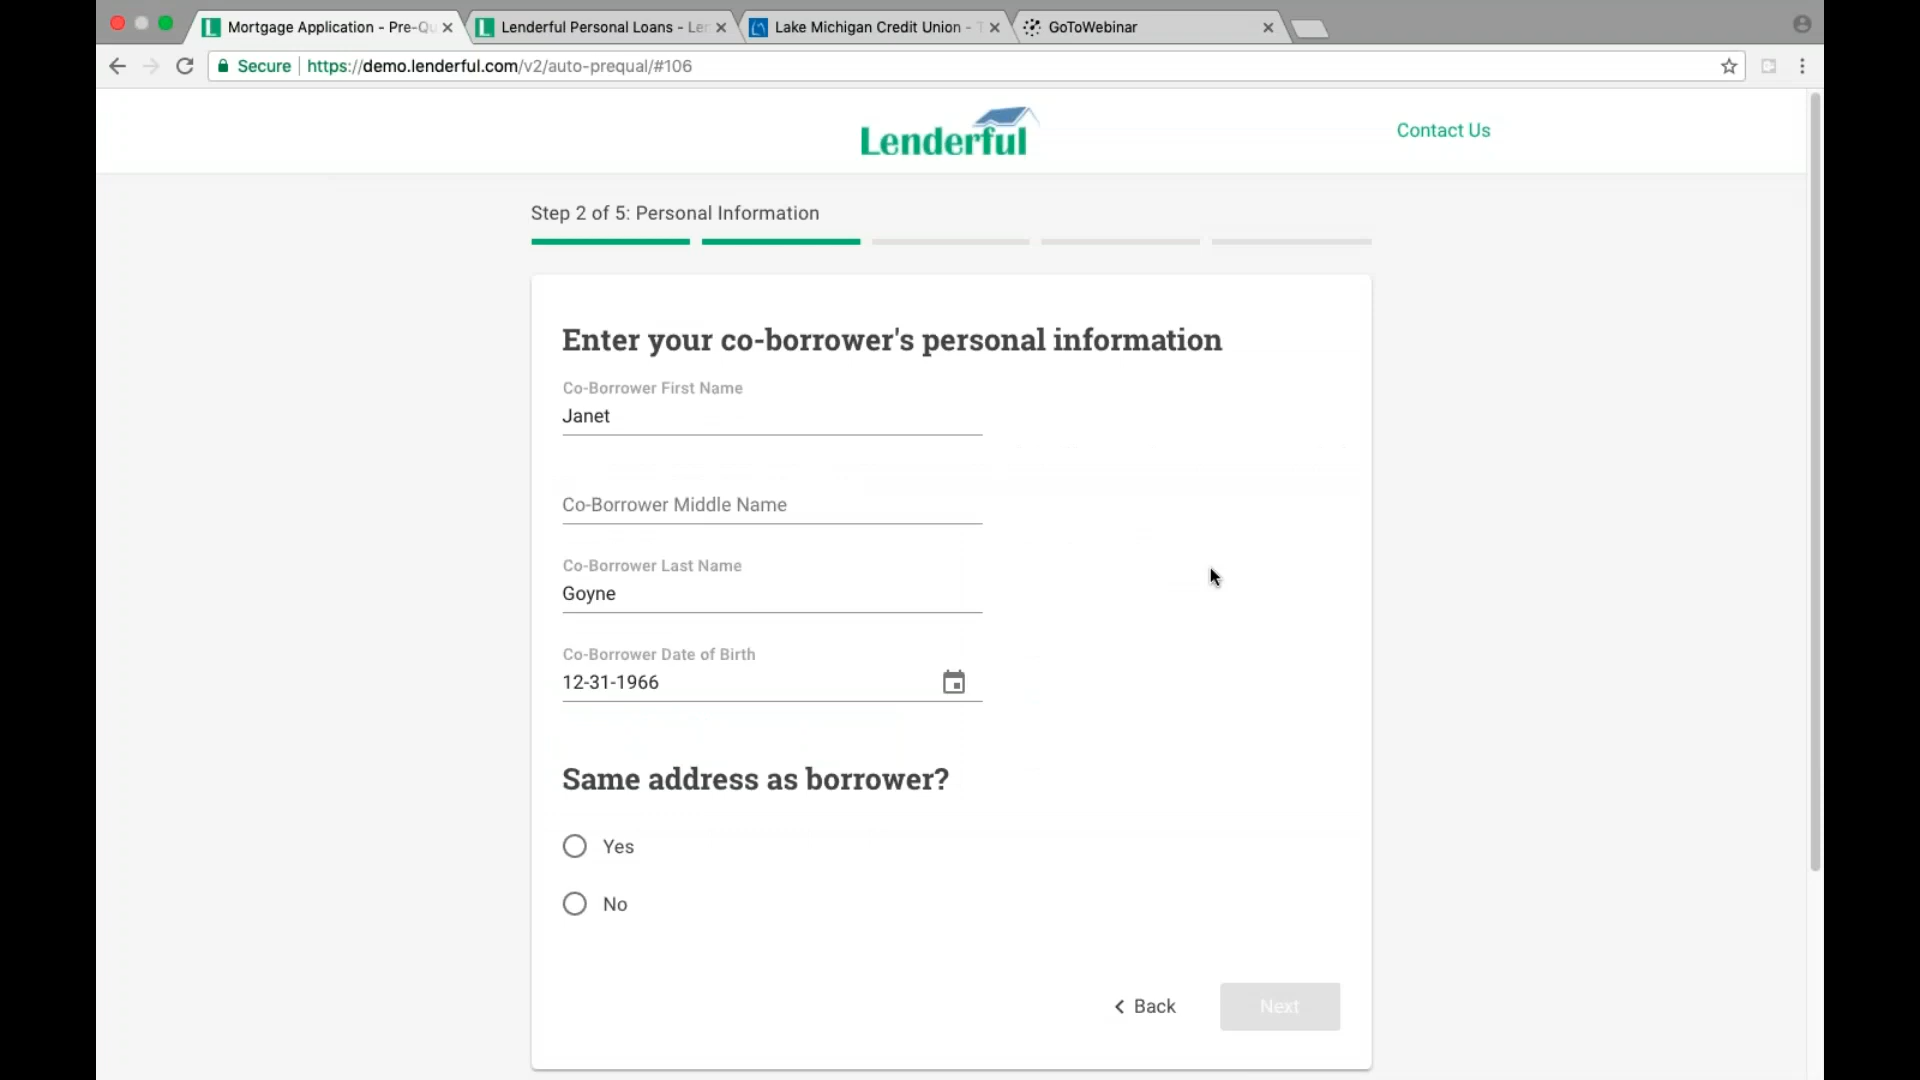 Mortgage Application - Pre-Qu
Lenderful Personal Loans - Len
Lake Michigan Credit Union - T
GoToWebinar
Secure
https://demo.lenderful.com/v2/auto-prequal/#106
Lenderful
Contact Us
Step 2 of 5: Personal Information
Enter your co-borrower's personal information
Co-Borrower First Name
Janet
Co-Borrower Middle Name
Co-Borrower Last Name
Goyne
Co-Borrower Date of Birth
12-31-1966
Same address as borrower?
Yes
No
Back
Next